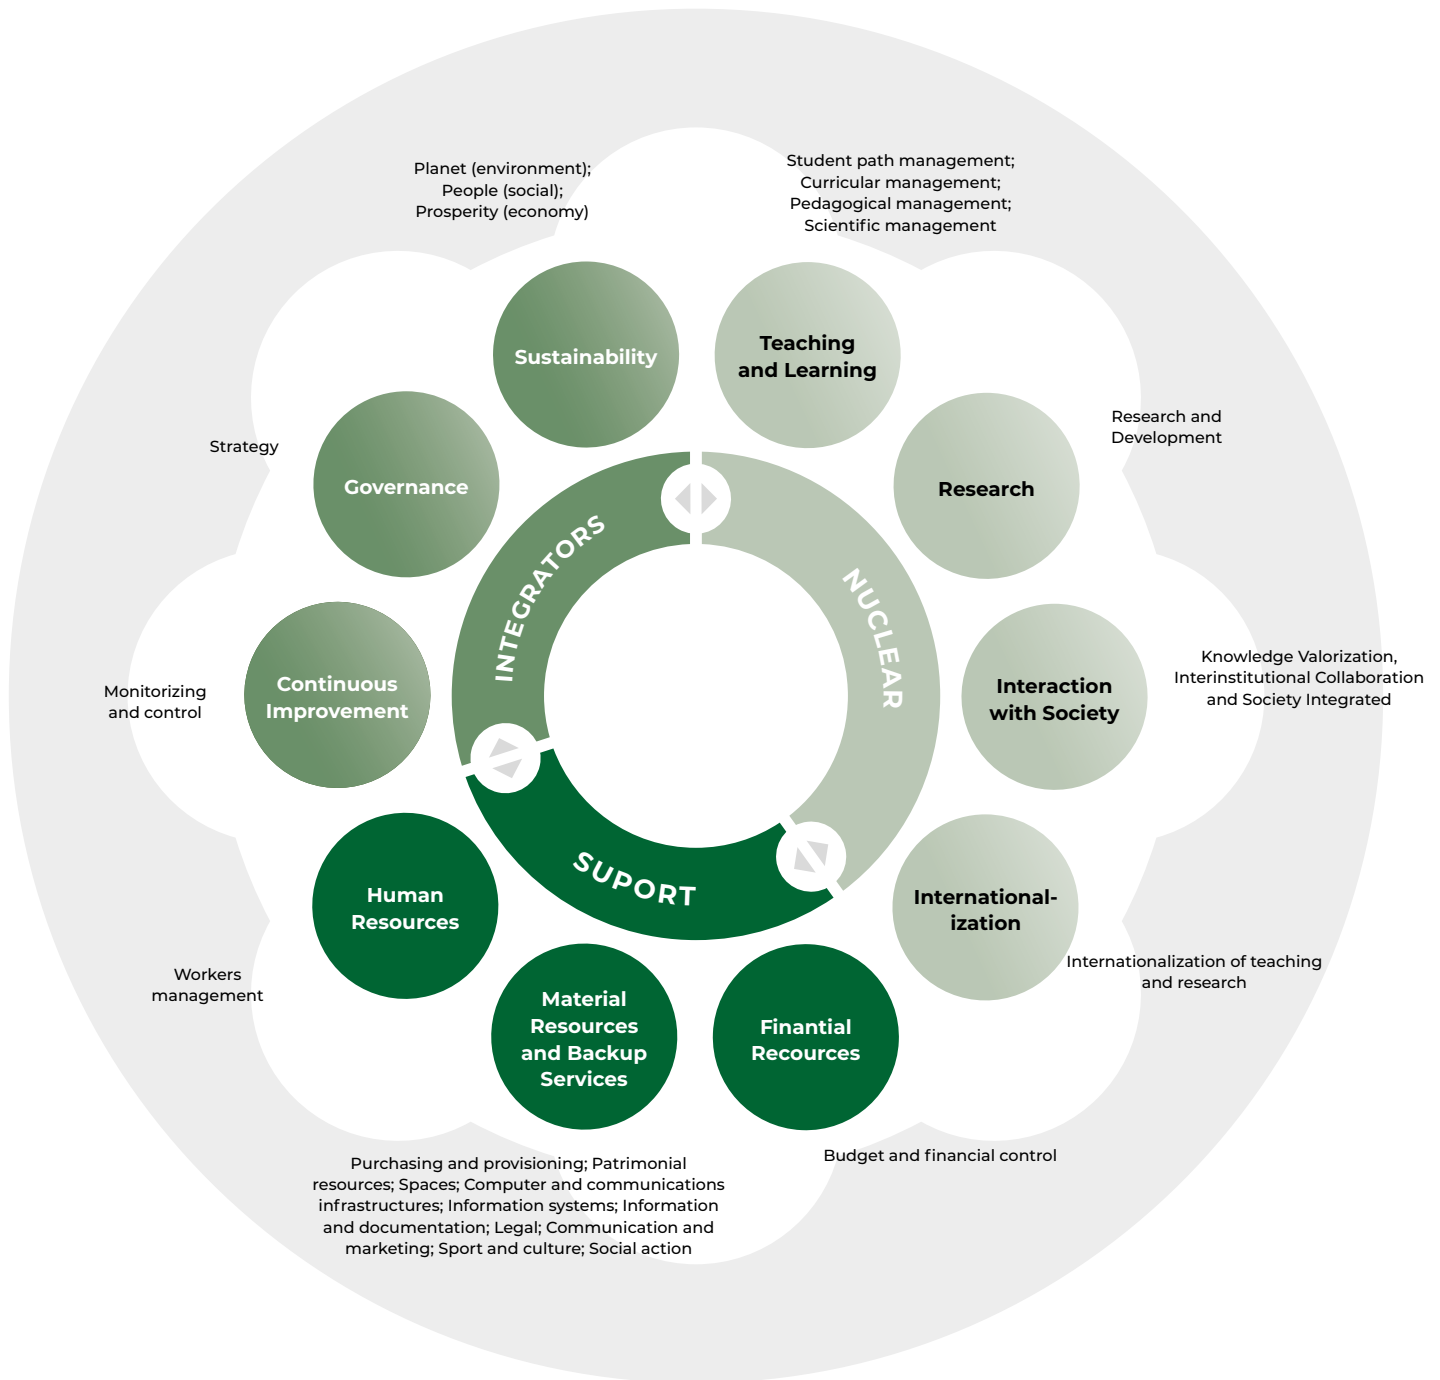 Planet (environment);
People (social);
Prosperity (economy)
Student path management;
Curricular management;
Pedagogical management;
Scientific management
Sustainability
Teaching
and Learning
Strategy
Governance
Research
Research and
Development
INTEGRATORS
NUCLEAR
Monitorizing
and control
Continuous
Improvement
Interaction
with Society
Knowledge Valorization,
Interinstitutional Collaboration
and Society Integrated
SUPORT
Human
Resources
International-
ization
Workers
management
Internationalization of teaching
and research
Material
Resources
and Backup
Services
Finantial
Recources
Purchasing and provisioning; Patrimonial
resources; Spaces; Computer and communications
infrastructures; Information systems; Information
and documentation; Legal; Communication and
marketing; Sport and culture; Social action
Budget and financial control